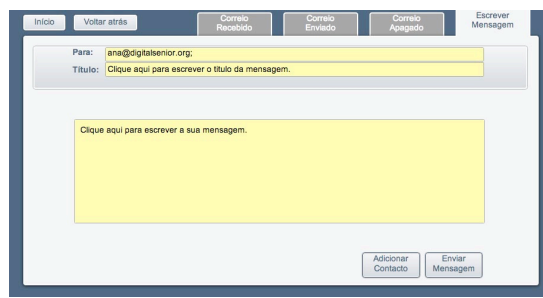 Início
Voltar atrás
Correio
Recebido
Correio
Enviado
Correio
Apagado
Escrever
Mensagem
Para: ana@digitalsenior.org;
Título: Clique aqui para escrever o titulo da mensagem.
Clique aqui para escrever a sua mensagem.
Adicionar
Contacto
Enviar
Mensagem